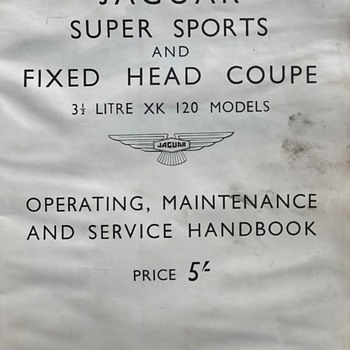 JAGUAR
SUPER SPORTS
AND
FIXED HEAD COUPE
3½ LITRE XK 120 MODELS
JAGUAR
OPERATING, MAINTENANCE
AND SERVICE HANDBOOK
PRICE 5/-